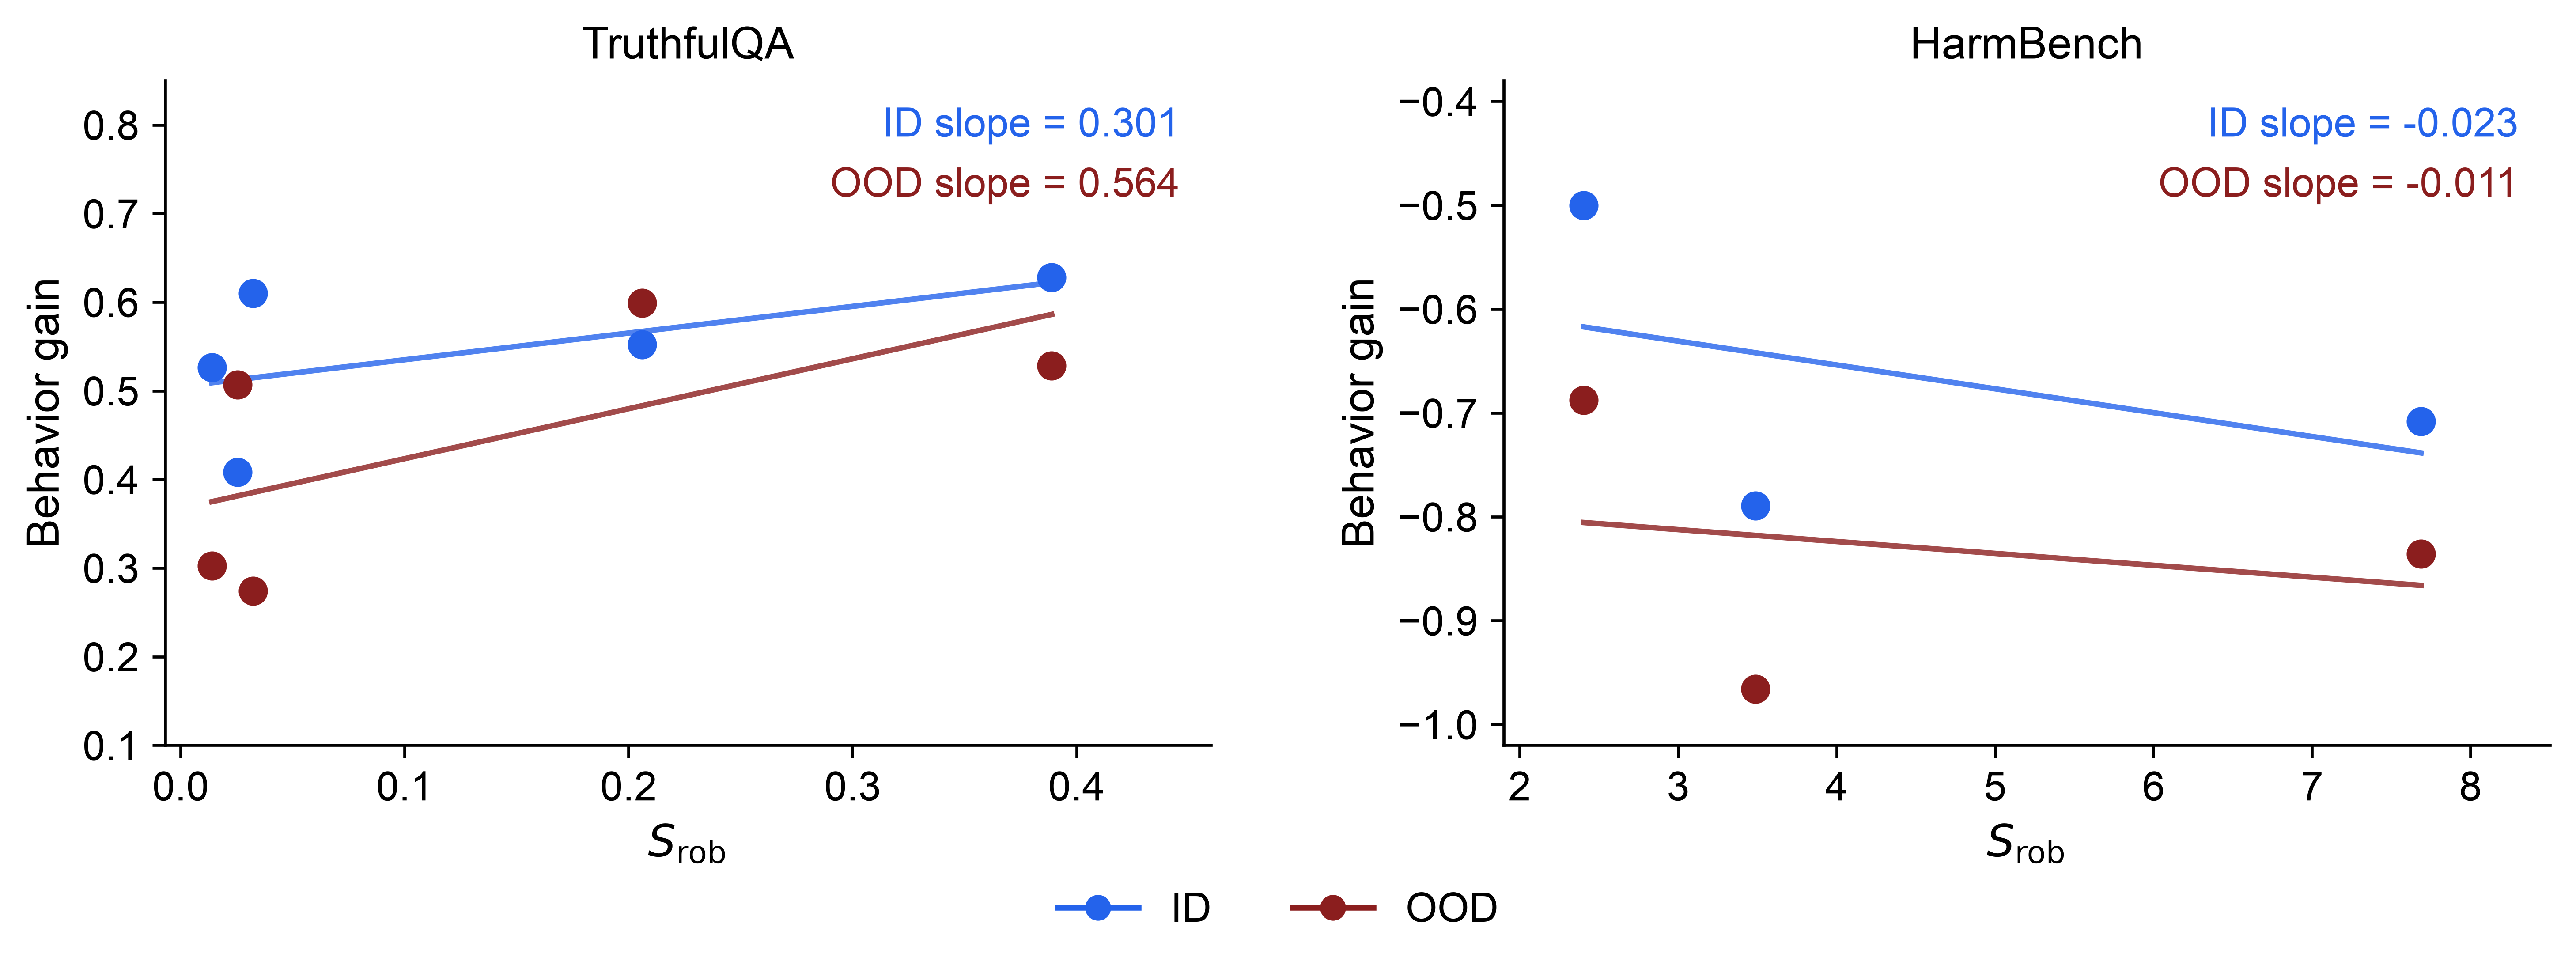 TruthfulQA
ID slope = 0.301
OOD slope = 0.564
Behavior gain
0.8
0.7
0.6
0.5
0.4
0.3
0.2
0.1
0.0 0.1 0.2 0.3 0.4
S_rob
HarmBench
ID slope = -0.023
OOD slope = -0.011
Behavior gain
−0.4
−0.5
−0.6
−0.7
−0.8
−0.9
−1.0
2 3 4 5 6 7 8
S_rob
ID OOD